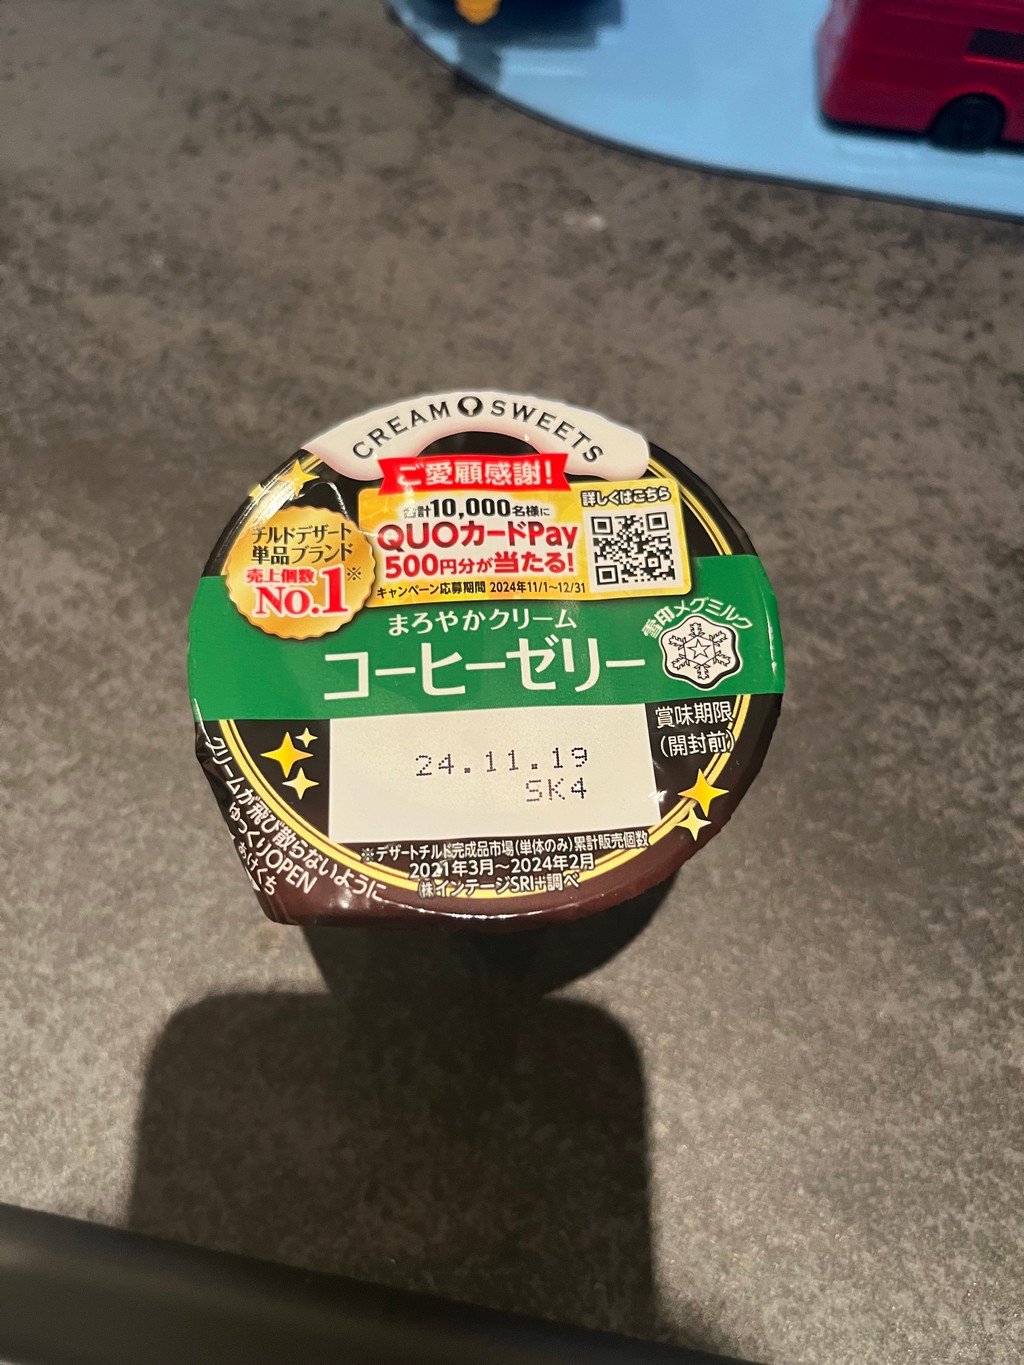 CREAM SWEETS
ご愛顧感謝!
詳しくはこちら
合計10,000名様に
QUOカードPay
500円分が当たる!
キャンペーン応募期間 2024年11/1~12/31
チルドデザート
単品ブランド
売上個数※
No.1
まろやかクリーム
コーヒーゼリー
雪印メグミルク
賞味期限
(開封前)
24.11.19
SK4
クリームが飛び散らないように
ゆっくりOPEN
あけくち
※デザートチルド完成品市場(単体のみ)累計販売個数
2021年3月~2024年2月
(株)インテージSRI+調べ